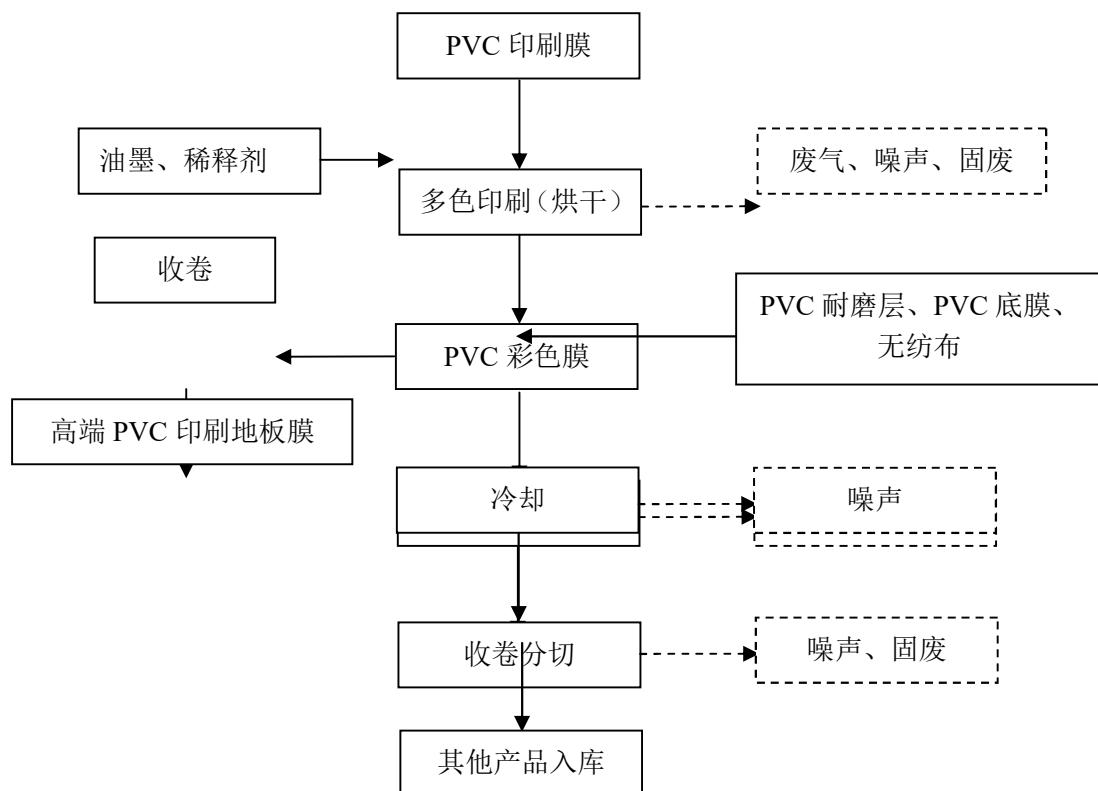 PVC 印刷膜
油墨、稀释剂
废气、噪声、固废
多色印刷（烘干）
收卷
PVC 耐磨层、PVC 底膜、
无纺布
PVC 彩色膜
高端 PVC 印刷地板膜
冷却
噪声
收卷分切
噪声、固废
其他产品入库